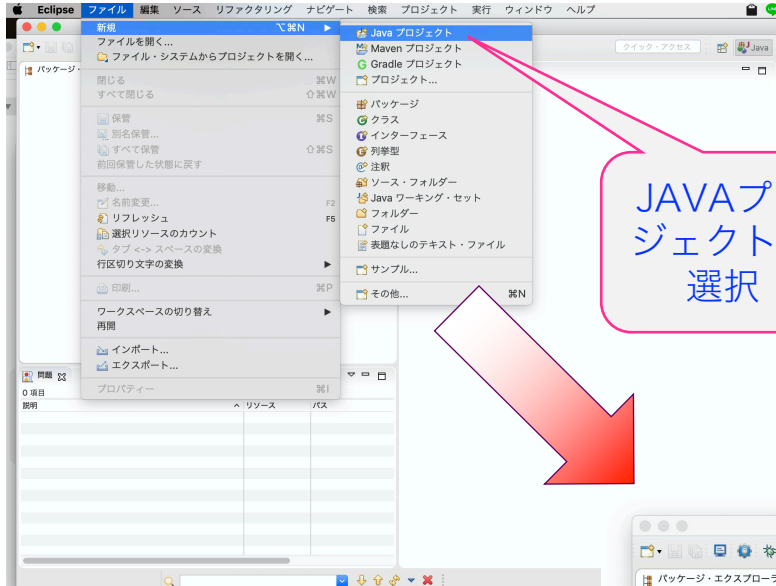 Eclipse ファイル 編集 ソース リファクタリング ナビゲート 検索 プロジェクト 実行 ウィンドウ ヘルプ
新規 ⌥⌘N ▶
ファイルを開く...
ファイル・システムからプロジェクトを開く...
閉じる ⌘W
すべて閉じる ⇧⌘W
保管 ⌘S
別名保管...
すべて保管 ⇧⌘S
前回保管した状態に戻す
移動...
名前変更... F2
リフレッシュ F5
選択リソースのカウント
タブ <-> スペースの変換
行区切り文字の変換 ▶
印刷... ⌘P
ワークスペースの切り替え ▶
再開
インポート...
エクスポート...
プロパティー ⌘I
Java プロジェクト
Maven プロジェクト
Gradle プロジェクト
プロジェクト...
パッケージ
クラス
インターフェース
列挙型
注釈
ソース・フォルダー
Java ワーキング・セット
フォルダー
ファイル
表題なしのテキスト・ファイル
サンプル...
その他... ⌘N
クイック・アクセス
Java
パッケージ・
JAVAプ
ジェクト
選択
問題
0 項目
説明 リソース パス
パッケージ・エクスプローラ